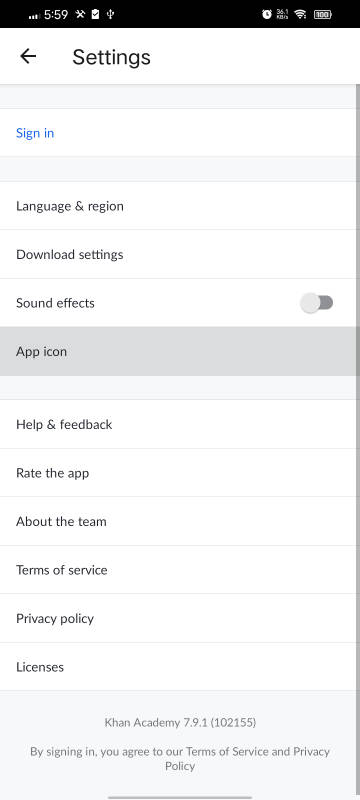 5:59
36.1
KB/s
100
Settings
Sign in
Language & region
Download settings
Sound effects
App icon
Help & feedback
Rate the app
About the team
Terms of service
Privacy policy
Licenses
Khan Academy 7.9.1 (102155)
By signing in, you agree to our Terms of Service and Privacy
Policy